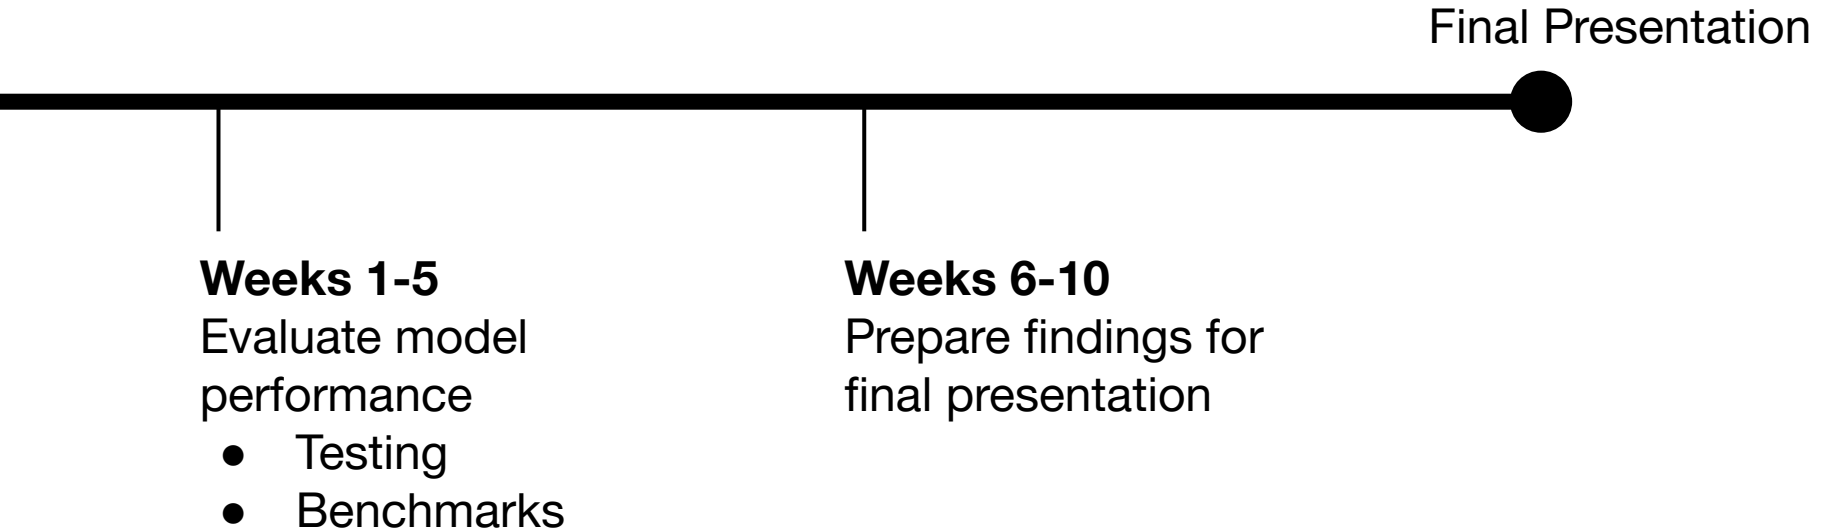 Final Presentation
Weeks 1-5
Evaluate model
performance
● Testing
● Benchmarks
Weeks 6-10
Prepare findings for
final presentation